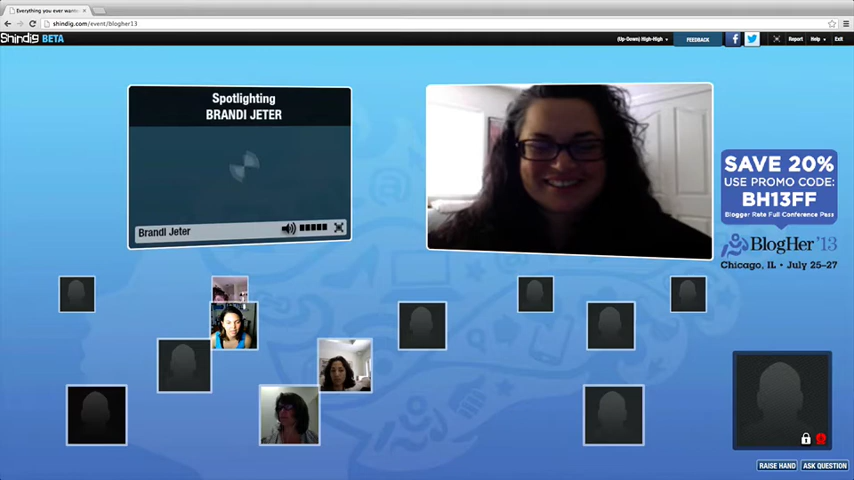 Everything you ever wan
shindig.com/event/blogher13
Shindig BETA
(Up-Down) High-High
FEEDBACK
Report
Help
Exit
Spotlighting
BRANDI JETER
Brandi Jeter
SAVE 20%
USE PROMO CODE:
BH13FF
Blogger Rate Full Conference Pass
BlogHer '13
Chicago, IL • July 25-27
RAISE HAND
ASK QUESTION